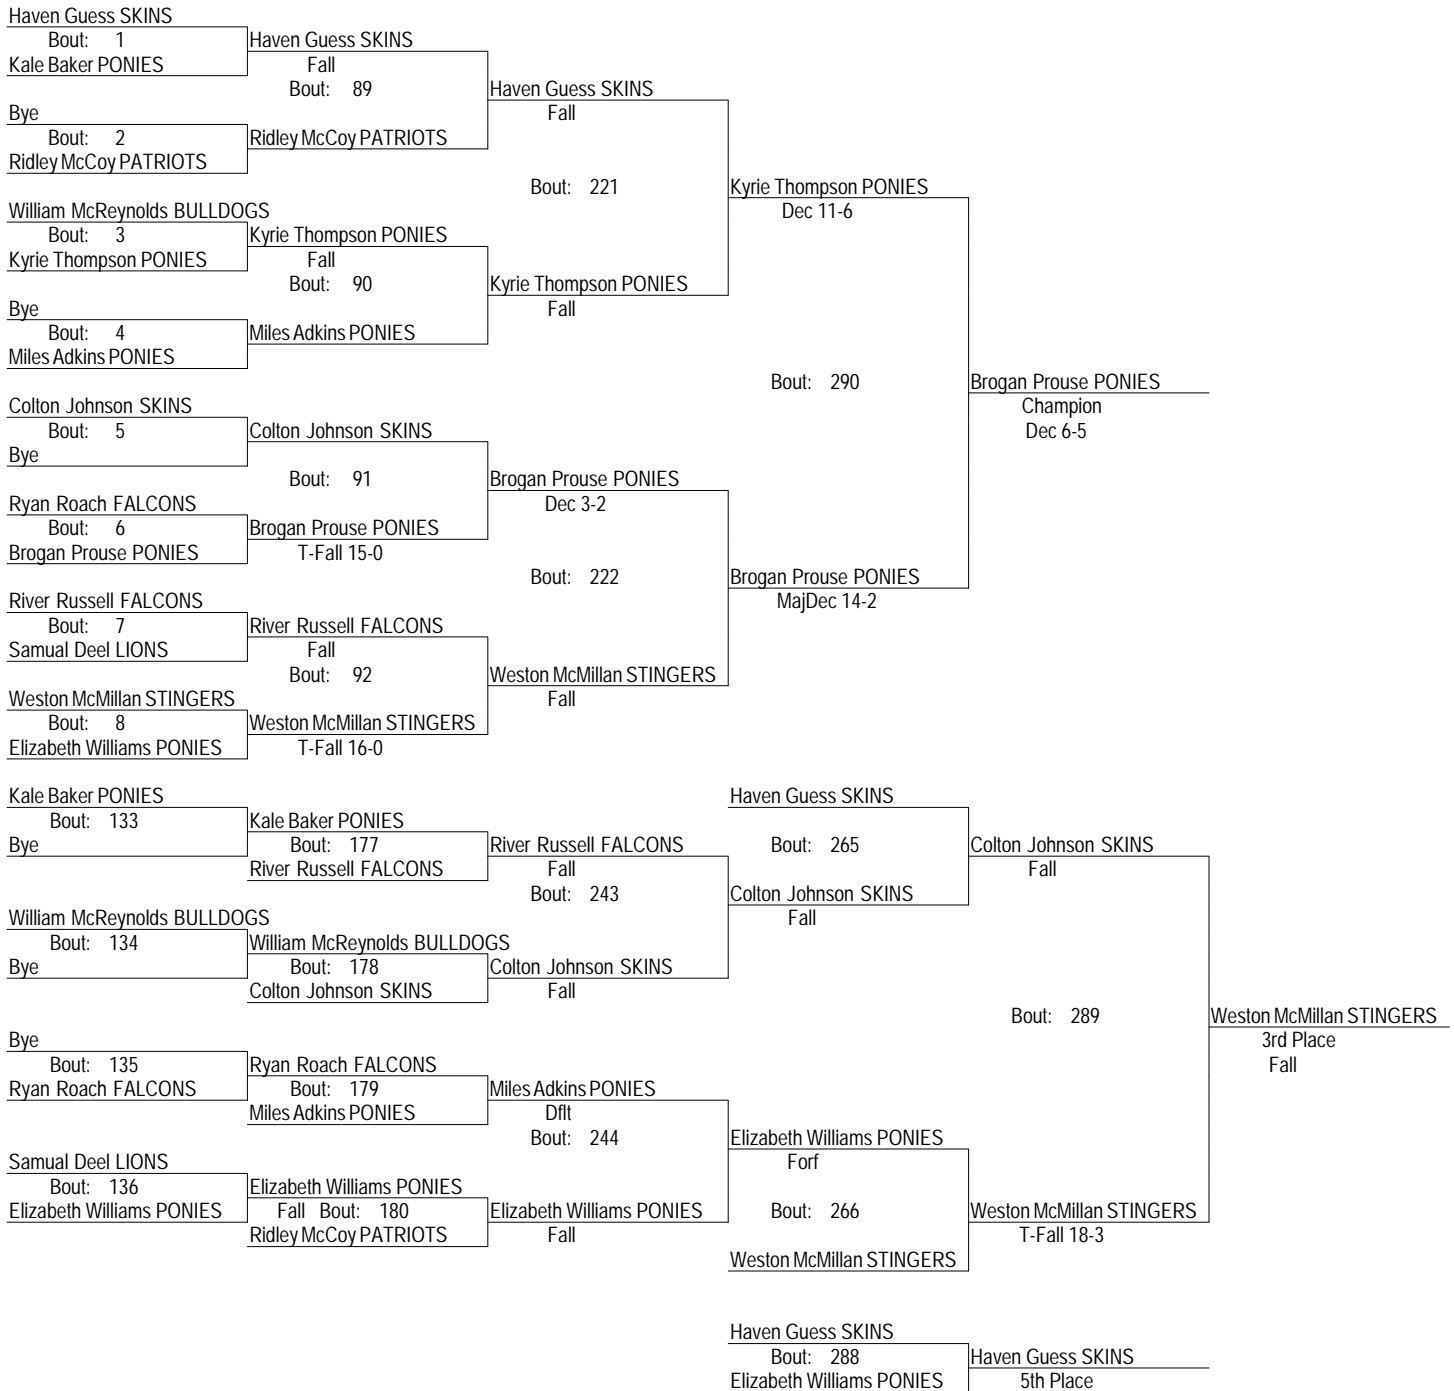 Haven Guess SKINS
Bout: 1
Haven Guess SKINS
Kale Baker PONIES
Fall
Bout: 89
Haven Guess SKINS
Bye
Fall
Bout: 2
Ridley McCoy PATRIOTS
Ridley McCoy PATRIOTS
Bout: 221
Kyrie Thompson PONIES
William McReynolds BULLDOGS
Dec 11-6
Bout: 3
Kyrie Thompson PONIES
Kyrie Thompson PONIES
Fall
Bout: 90
Kyrie Thompson PONIES
Bye
Fall
Bout: 4
Miles Adkins PONIES
Miles Adkins PONIES
Bout: 290
Brogan Prouse PONIES
Colton Johnson SKINS
Champion
Bout: 5
Colton Johnson SKINS
Dec 6-5
Bye
Bout: 91
Brogan Prouse PONIES
Ryan Roach FALCONS
Dec 3-2
Bout: 6
Brogan Prouse PONIES
Brogan Prouse PONIES
T-Fall 15-0
Bout: 222
Brogan Prouse PONIES
River Russell FALCONS
MajDec 14-2
Bout: 7
River Russell FALCONS
Samual Deel LIONS
Fall
Bout: 92
Weston McMillan STINGERS
Weston McMillan STINGERS
Fall
Bout: 8
Weston McMillan STINGERS
Elizabeth Williams PONIES
T-Fall 16-0
Kale Baker PONIES
Haven Guess SKINS
Bout: 133
Kale Baker PONIES
Bye
Bout: 177
River Russell FALCONS
Bout: 265
Colton Johnson SKINS
River Russell FALCONS
Fall
Fall
Bout: 243
Colton Johnson SKINS
William McReynolds BULLDOGS
Fall
Bout: 134
William McReynolds BULLDOGS
Bye
Bout: 178
Colton Johnson SKINS
Colton Johnson SKINS
Fall
Bout: 289
Weston McMillan STINGERS
Bye
3rd Place
Bout: 135
Ryan Roach FALCONS
Fall
Ryan Roach FALCONS
Bout: 179
Miles Adkins PONIES
Miles Adkins PONIES
Dflt
Bout: 244
Elizabeth Williams PONIES
Samual Deel LIONS
Forf
Bout: 136
Elizabeth Williams PONIES
Elizabeth Williams PONIES
Fall Bout: 180
Elizabeth Williams PONIES
Bout: 266
Weston McMillan STINGERS
Ridley McCoy PATRIOTS
Fall
T-Fall 18-3
Weston McMillan STINGERS
Haven Guess SKINS
Bout: 288
Haven Guess SKINS
Elizabeth Williams PONIES
5th Place